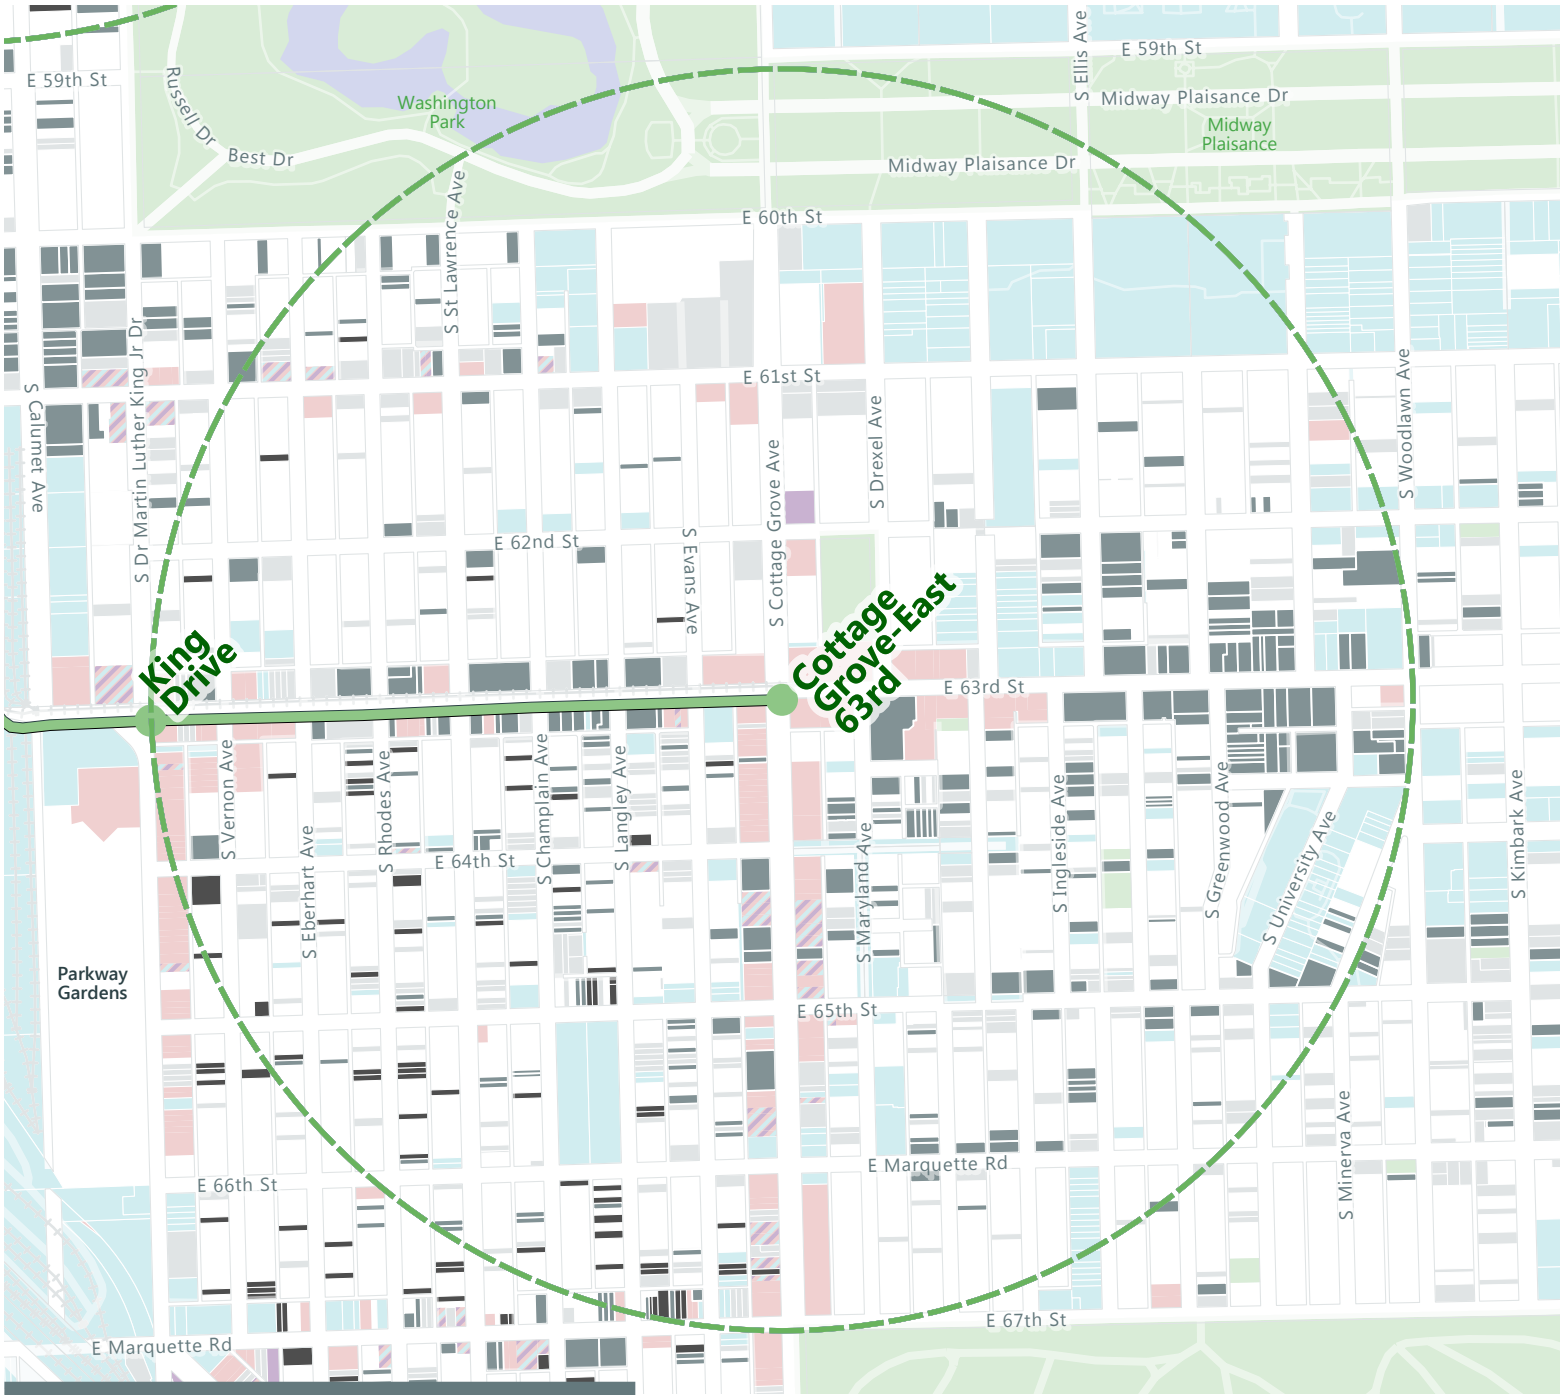 S Ellis Ave
E 59th St
E 59th St
Russell Dr
Washington
Park
Midway Plaisance Dr
Midway
Plaisance
Best Dr
Midway Plaisance Dr
S St Lawrence Ave
E 60th St
S Calumet Ave
S Dr Martin Luther King Jr Dr
E 61st St
S Drexel Ave
S Woodlawn Ave
S Cottage Grove Ave
E 62nd St
S Evans Ave
King
Drive
Cottage
Grove-East
63rd
E 63rd St
S Vernon Ave
S Rhodes Ave
S Champlain Ave
S Langley Ave
S Eberhart Ave
E 64th St
S Maryland Ave
S Ingleside Ave
S Greenwood Ave
S University Ave
S Kimbark Ave
Parkway
Gardens
E 65th St
S Minerva Ave
E 66th St
E Marquette Rd
E 67th St
E Marquette Rd